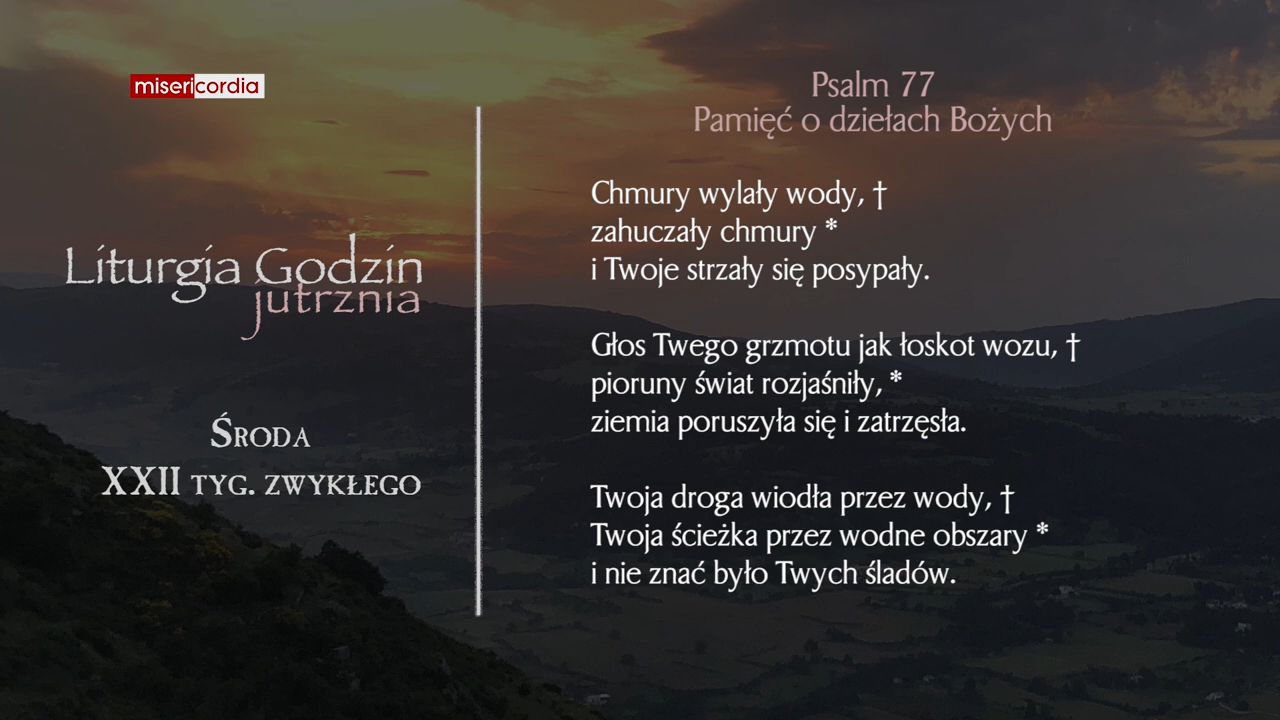 misericordia
Liturgia Godzin
jutrznia
Środa
XXII tyg. zwykłego
Psalm 77
Pamięć o dziełach Bożych
Chmury wylały wody, †
zahuczały chmury *
i Twoje strzały się posypały.
Głos Twego grzmotu jak łoskot wozu, †
pioruny świat rozjaśniły, *
ziemia poruszyła się i zatrzęsła.
Twoja droga wiodła przez wody, †
Twoja ścieżka przez wodne obszary *
i nie znać było Twych śladów.